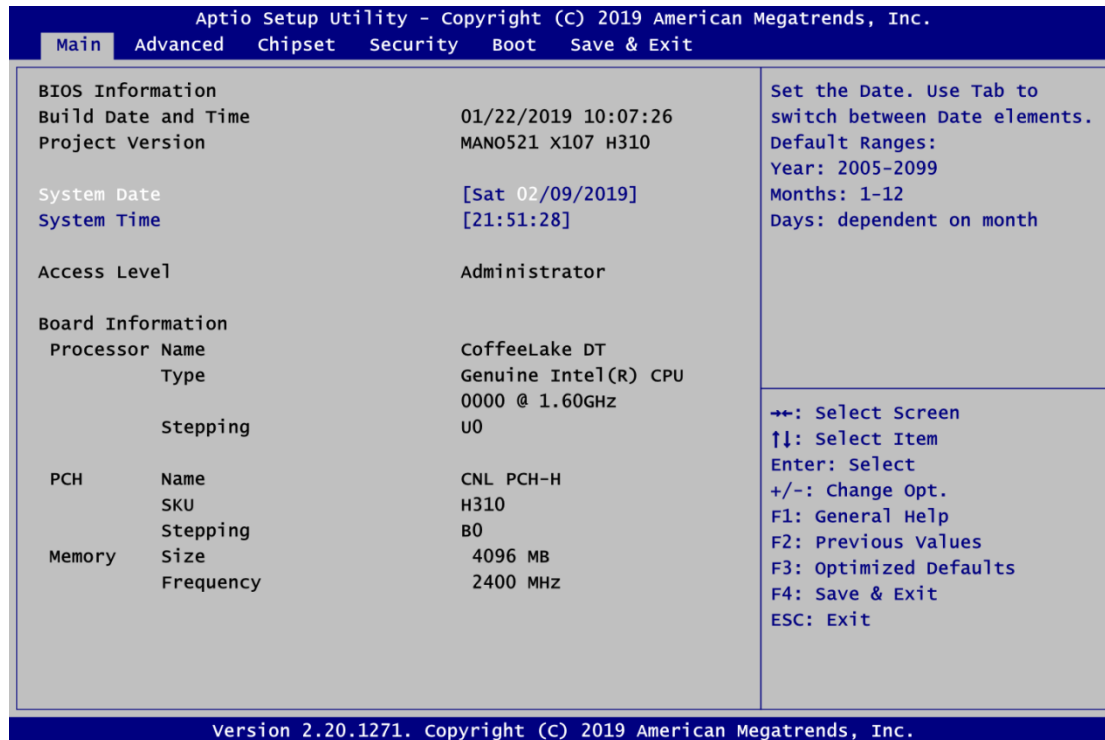 Aptio Setup Utility - Copyright (C) 2019 American Megatrends, Inc.
Main Advanced Chipset Security Boot Save & Exit
BIOS Information
Build Date and Time 01/22/2019 10:07:26
Project Version MANO521 X107 H310
System Date [Sat 02/09/2019]
System Time [21:51:28]
Access Level Administrator
Board Information
Processor Name CoffeeLake DT
Type Genuine Intel(R) CPU
0000 @ 1.60GHz
Stepping U0
PCH Name CNL PCH-H
SKU H310
Stepping B0
Memory Size 4096 MB
Frequency 2400 MHz
Set the Date. Use Tab to
switch between Date elements.
Default Ranges:
Year: 2005-2099
Months: 1-12
Days: dependent on month
→←: Select Screen
↑↓: Select Item
Enter: Select
+/-: Change Opt.
F1: General Help
F2: Previous Values
F3: Optimized Defaults
F4: Save & Exit
ESC: Exit
Version 2.20.1271. Copyright (C) 2019 American Megatrends, Inc.